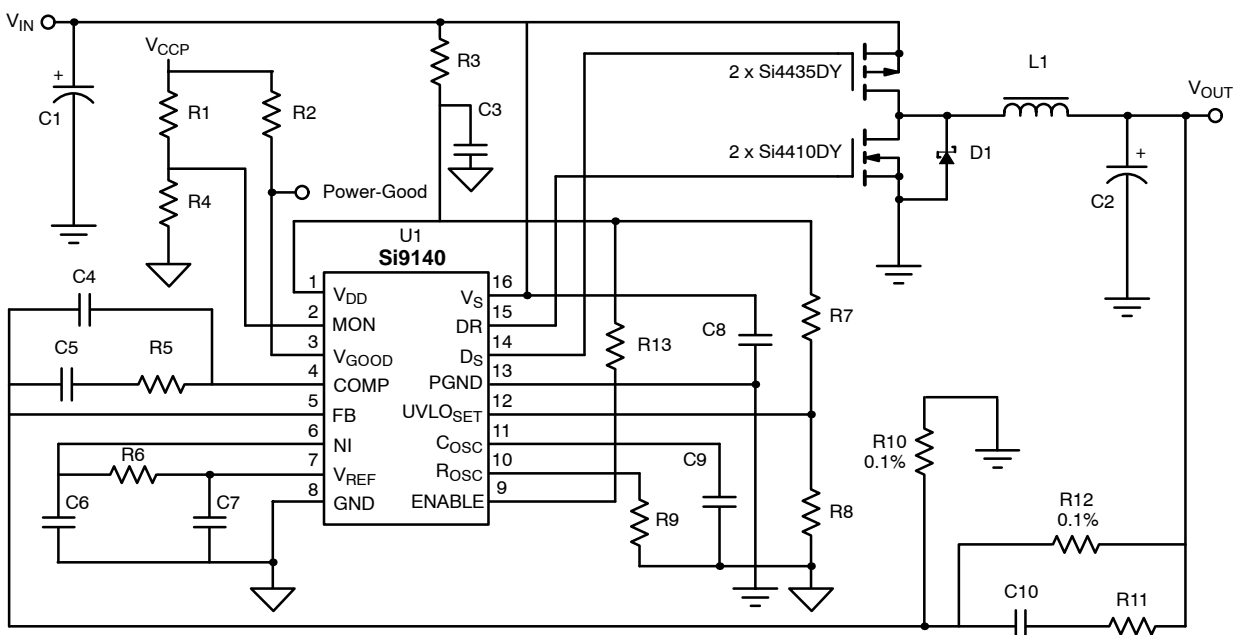 VIN
VCCP
R3
L1
2 x Si4435DY
VOUT
+
C1
R1
R2
C3
2 x Si4410DY
D1
+
C2
R4
Power-Good
U1
Si9140
C4
1
VDD
VS
16
2
MON
DR
15
C8
R7
C5
R5
3
VGOOD
DS
14
R13
4
COMP
PGND
13
5
FB
UVLOSET
12
6
NI
COSC
11
R10
0.1%
R6
7
VREF
ROSC
10
C9
8
GND
ENABLE
9
C6
C7
R9
R8
R12
0.1%
C10
R11